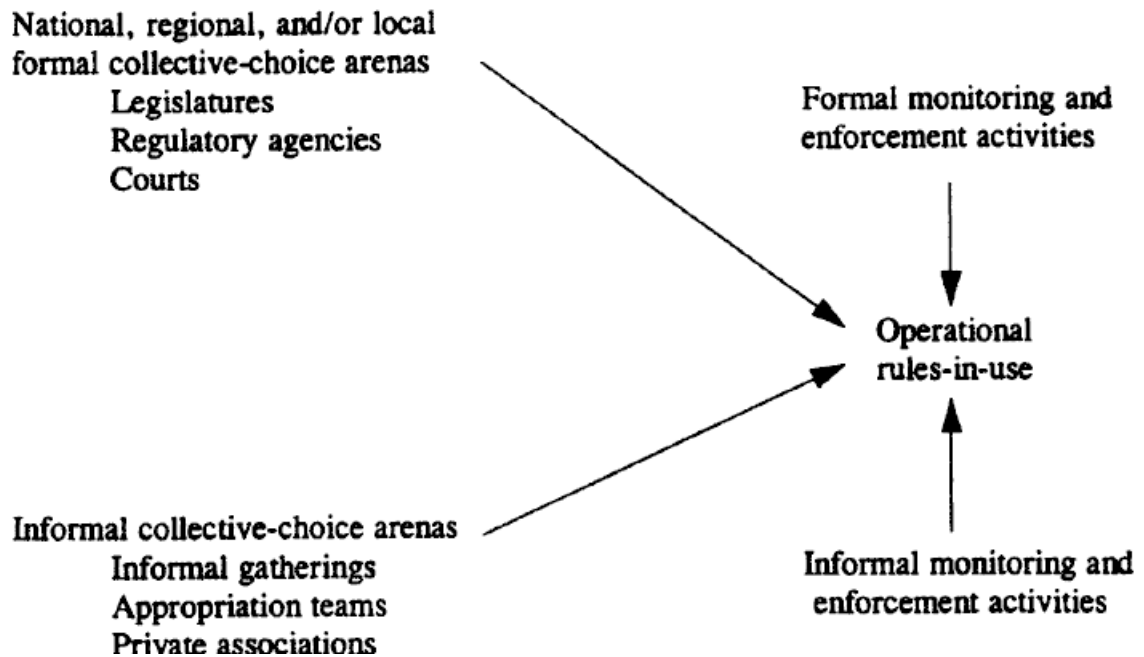 National, regional, and/or local
formal collective-choice arenas
Legislatures
Regulatory agencies
Courts
Formal monitoring and
enforcement activities
Operational
rules-in-use
Informal collective-choice arenas
Informal gatherings
Appropriation teams
Private associations
Informal monitoring and
enforcement activities